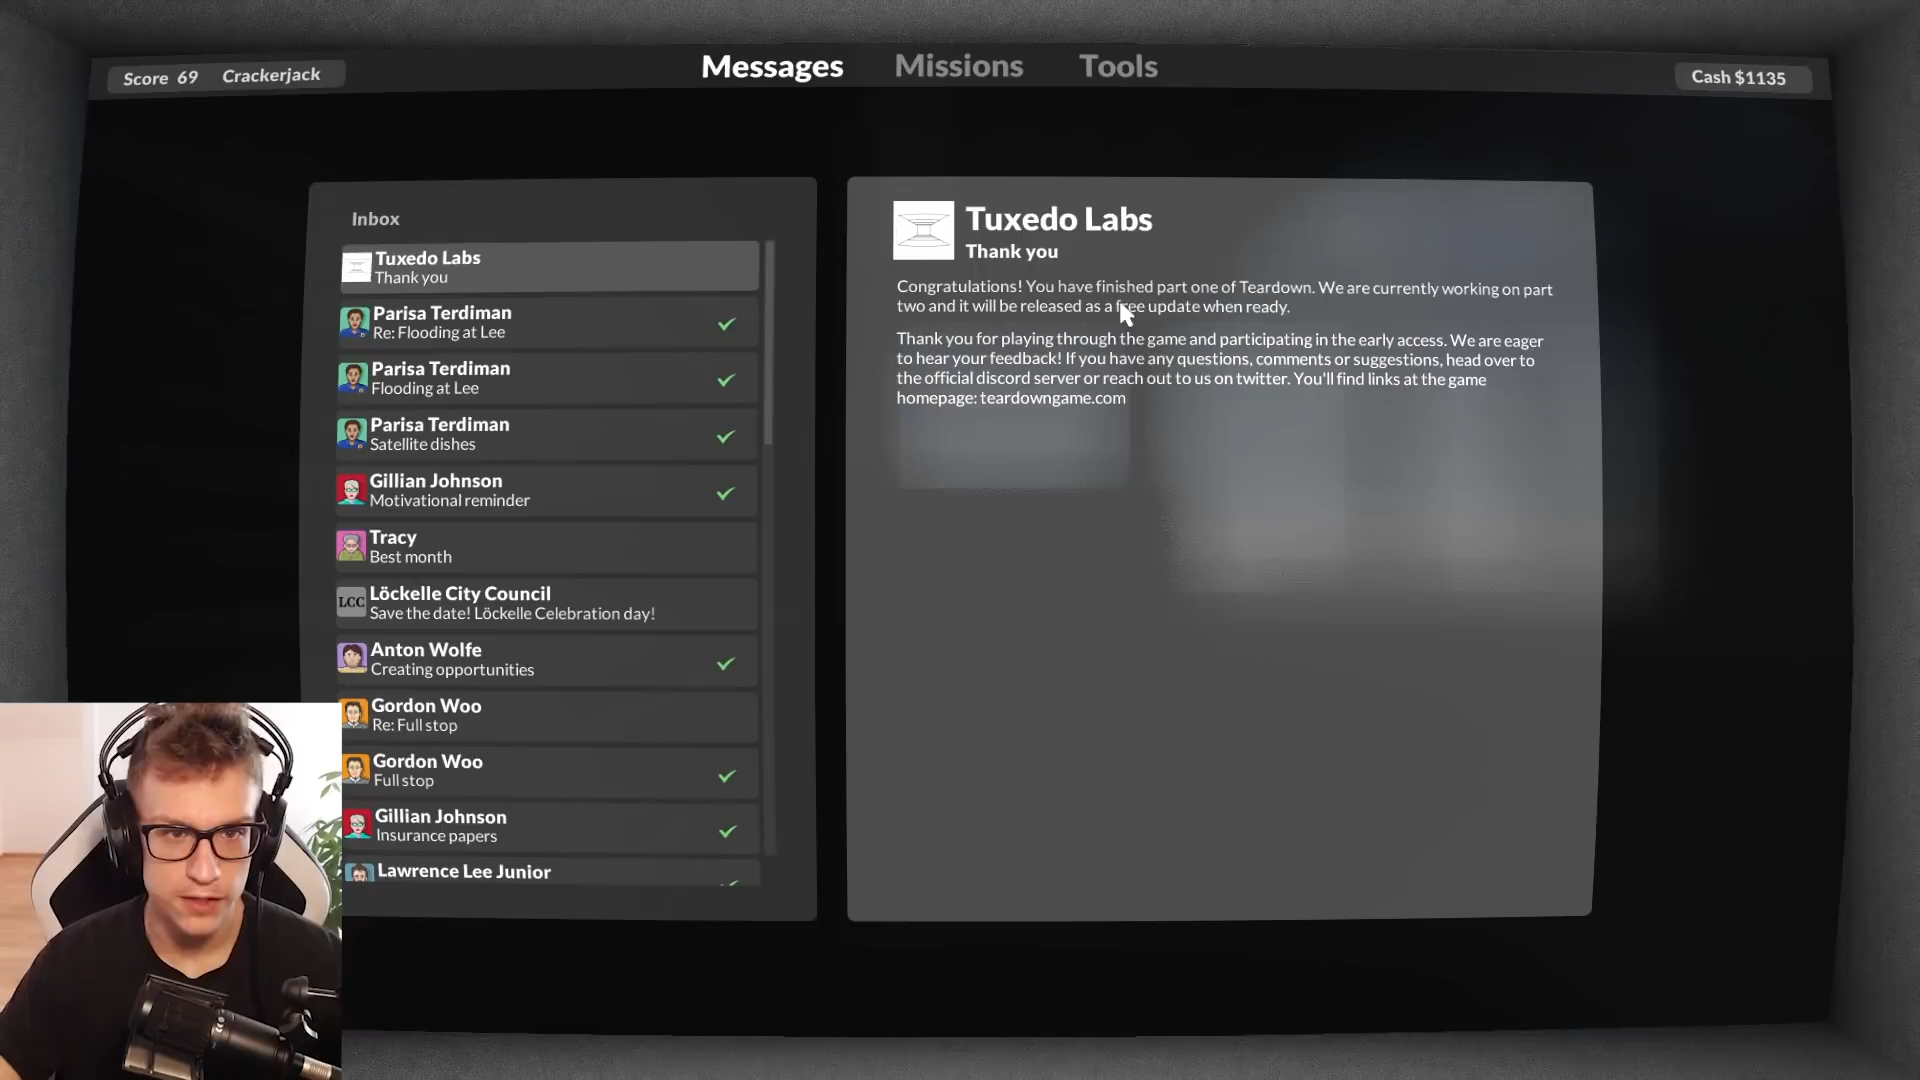 Score 69 Crackerjack
Messages Missions Tools
Cash $1135
Inbox
Tuxedo Labs
Thank you
Parisa Terdiman
Re: Flooding at Lee
Parisa Terdiman
Flooding at Lee
Parisa Terdiman
Satellite dishes
Gillian Johnson
Motivational reminder
Tracy
Best month
LCC
Löckelle City Council
Save the date! Löckelle Celebration day!
Anton Wolfe
Creating opportunities
Gordon Woo
Re: Full stop
Gordon Woo
Full stop
Gillian Johnson
Insurance papers
Lawrence Lee Junior
Tuxedo Labs
Thank you
Congratulations! You have finished part one of Teardown. We are currently working on part
two and it will be released as a free update when ready.
Thank you for playing through the game and participating in the early access. We are eager
to hear your feedback! If you have any questions, comments or suggestions, head over to
the official discord server or reach out to us on twitter. You'll find links at the game
homepage: teardowngame.com